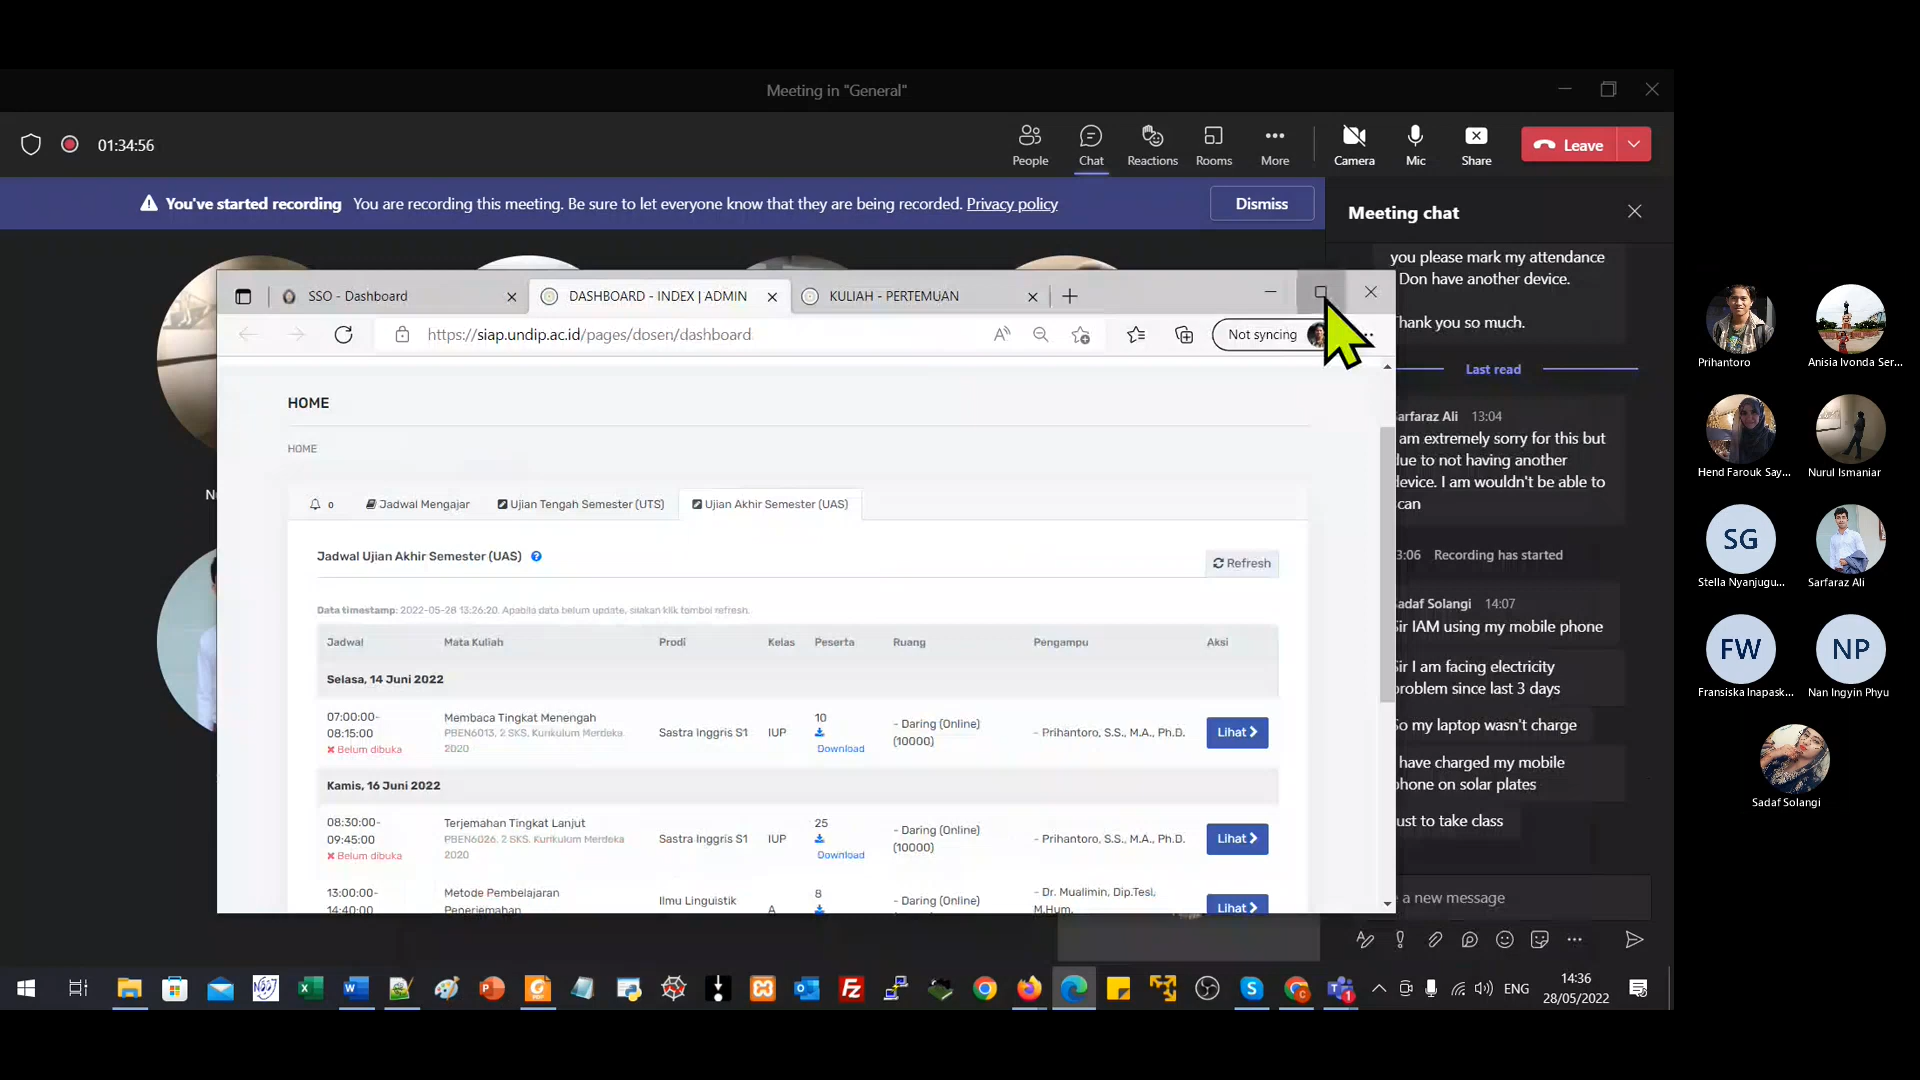 Meeting in "General"
01:34:56
People
Chat
Reactions
Rooms
More
Camera
Mic
Share
Leave
You've started recording You are recording this meeting. Be sure to let everyone know that they are being recorded. Privacy policy
Dismiss
Meeting chat
you please mark my attendance
Don have another device.
hank you so much.
Last read
arfaraz Ali 13:04
am extremely sorry for this but
ue to not having another
evice. I am wouldn't be able to
can
3:06 Recording has started
adaf Solangi 14:07
ir IAM using my mobile phone
ir I am facing electricity
roblem since last 3 days
o my laptop wasn't charge
have charged my mobile
hone on solar plates
ust to take class
a new message
SSO - Dashboard
DASHBOARD - INDEX | ADMIN
KULIAH - PERTEMUAN
https://siap.undip.ac.id/pages/dosen/dashboard
Not syncing
HOME
HOME
0
Jadwal Mengajar
Ujian Tengah Semester (UTS)
Ujian Akhir Semester (UAS)
Jadwal Ujian Akhir Semester (UAS)
Refresh
Data timestamp: 2022-05-28 13:26:20. Apabila data belum update, silakan klik tombol refresh.
Jadwal Mata Kuliah Prodi Kelas Peserta Ruang Pengampu Aksi
Selasa, 14 Juni 2022
07:00:00-
08:15:00
Belum dibuka
Membaca Tingkat Menengah
PBEN6013, 2 SKS, Kurikulum Merdeka
2020
Sastra Inggris S1
IUP
10
Download
- Daring (Online)
(10000)
- Prihantoro, S.S., M.A., Ph.D.
Lihat
Kamis, 16 Juni 2022
08:30:00-
09:45:00
Belum dibuka
Terjemahan Tingkat Lanjut
PBEN6026, 2 SKS, Kurikulum Merdeka
2020
Sastra Inggris S1
IUP
25
Download
- Daring (Online)
(10000)
- Prihantoro, S.S., M.A., Ph.D.
Lihat
13:00:00-
14:40:00
Metode Pembelajaran
Penerjemahan
Ilmu Linguistik
A
8
- Daring (Online)
- Dr. Mualimin, Dip.Tesl,
M.Hum.
Lihat
Prihantoro
Anisia Ivonda Ser...
Hend Farouk Say...
Nurul Ismaniar
SG
Stella Nyanjugu...
Sarfaraz Ali
FW
Fransiska Inapask...
NP
Nan Ingyin Phyu
Sadaf Solangi
ENG
14:36
28/05/2022